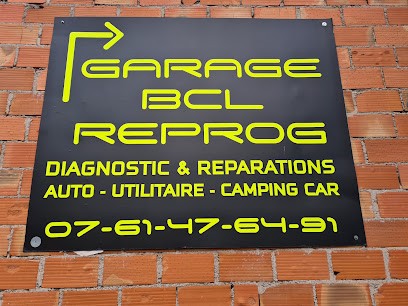 GARAGE
BCL
REPROG
DIAGNOSTIC & REPARATIONS
AUTO - UTILITAIRE - CAMPING CAR
07-61-47-64-91